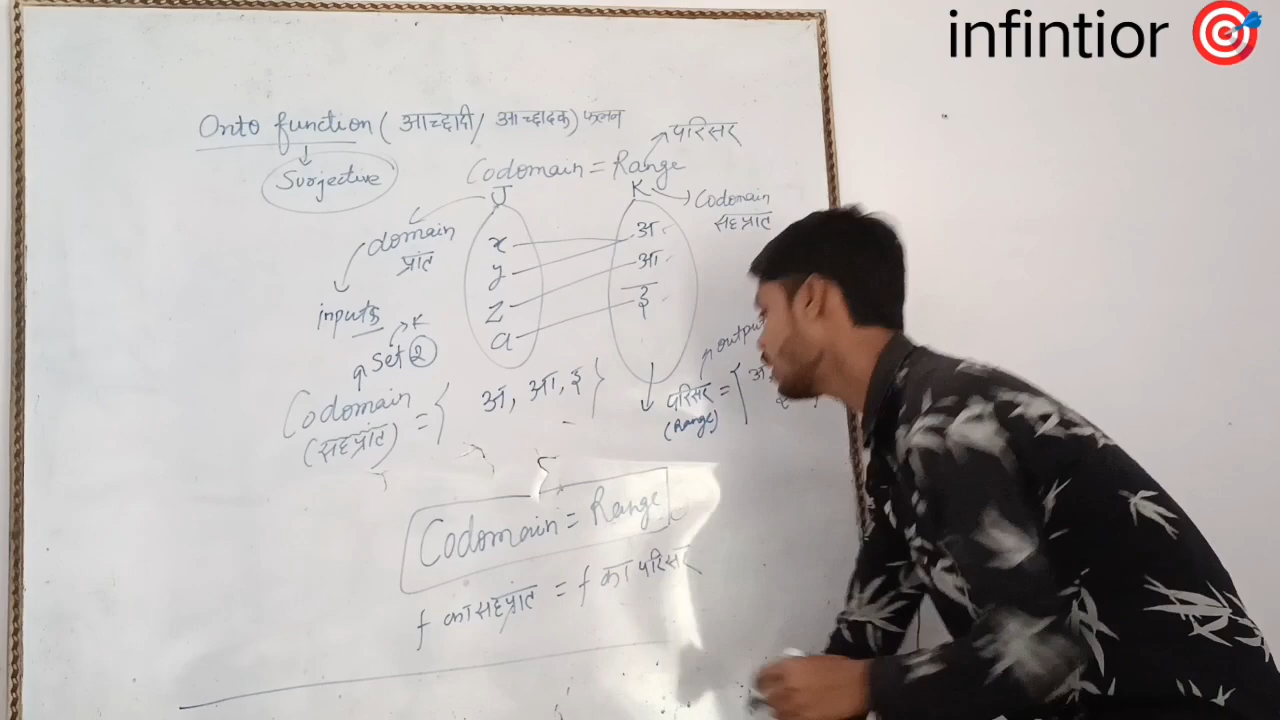 infintior
Onto function ( आच्छादी / आच्छादक) फलन
Surjective
परिसर
Codomain = Range
J
K
Codomain
सहप्रांत
domain
प्रांत
x
y
z
a
अ
आ
इ
inputs
K
Set 2
output
Codomain = { अ, आ, इ }
(सहप्रांत)
परिसर = { अ,
(Range)
Codomain = Range
f का सहप्रांत = f का परिसर